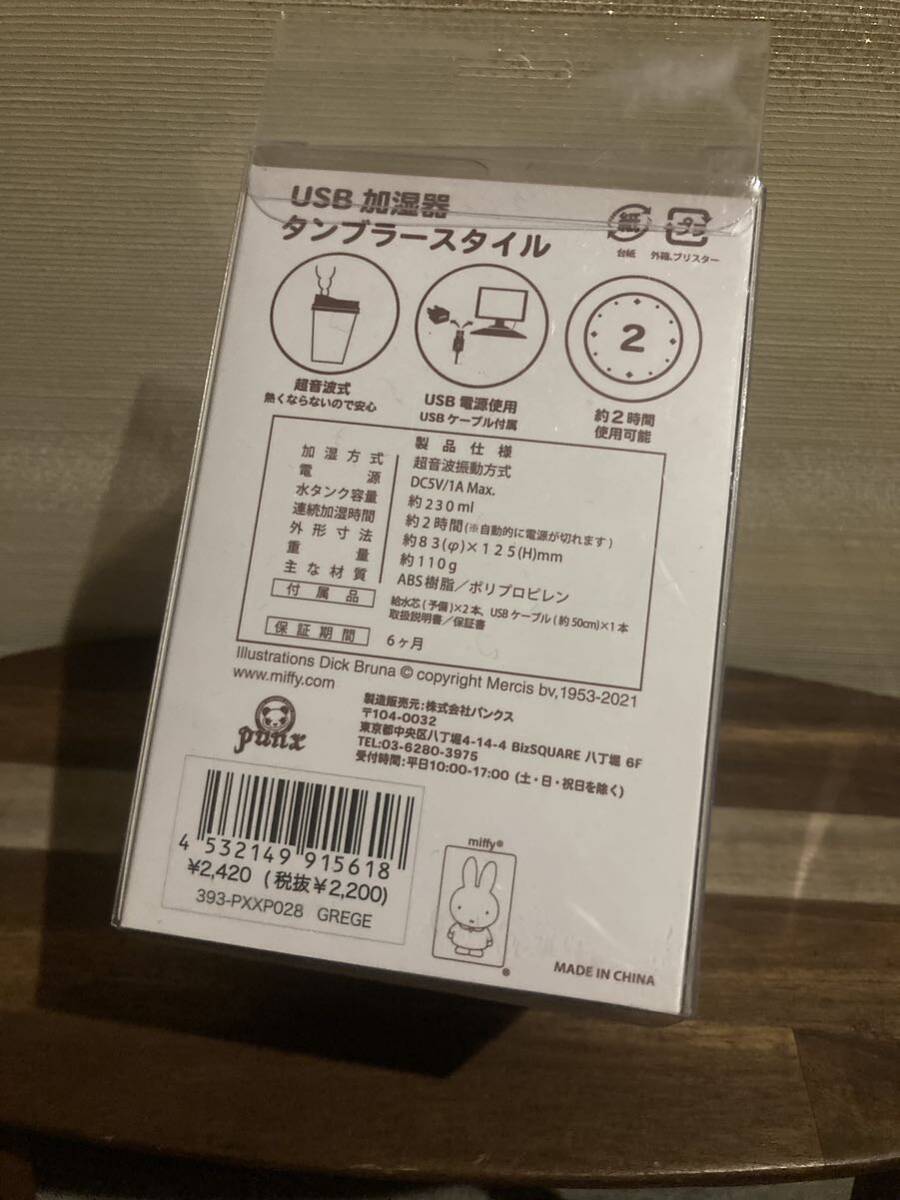 USB 加湿器
タンブラースタイル
紙
台紙
プラ
外箱、ブリスター
超音波式
熱くならないので安心
USB 電源使用
USB ケーブル付属
2
約2時間
使用可能
製品仕様
加湿方式 超音波振動方式
電源 DC5V/1A Max.
水タンク容量 約230ml
連続加湿時間 約2時間(※自動的に電源が切れます)
外形寸法 約83(φ)×125(H)mm
重量 約110g
主な材質 ABS樹脂/ポリプロピレン
付属品 給水芯(予備)×2本、USBケーブル(約50cm)×1本
取扱説明書/保証書
保証期間 6ヶ月
Illustrations Dick Bruna © copyright Mercis bv,1953-2021
www.miffy.com
punx
製造販売元:株式会社パンクス
〒104-0032
東京都中央区八丁堀4-14-4 BizSQUARE 八丁堀 6F
TEL:03-6280-3975
受付時間:平日10:00-17:00 (土・日・祝日を除く)
4 532149 915618
¥2,420 (税抜¥2,200)
393-PXXP028 GREGE
miffy®
®
MADE IN CHINA